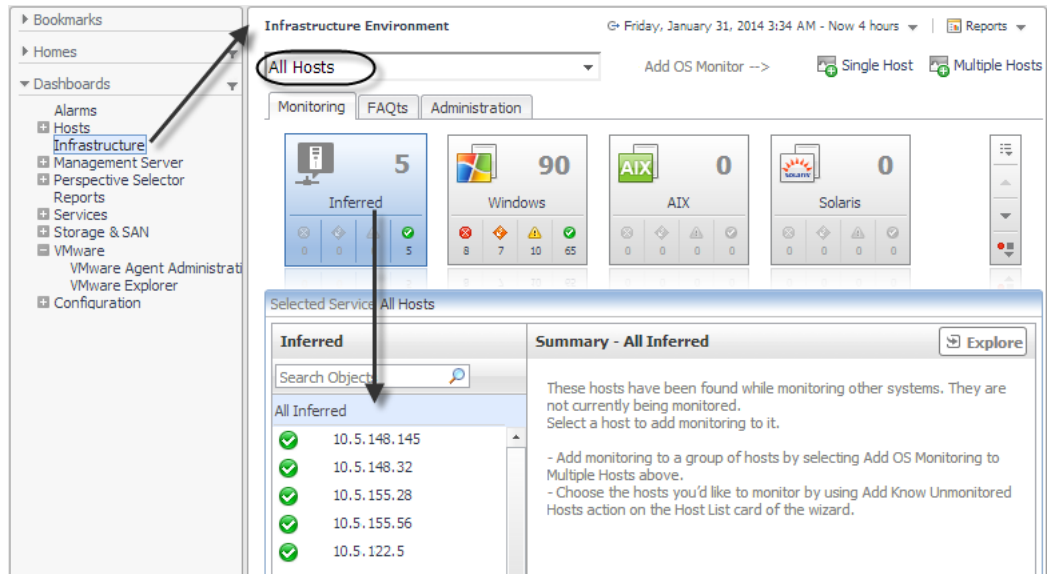 Bookmarks
Homes
Dashboards
Alarms
Hosts
Infrastructure
Management Server
Perspective Selector
Reports
Services
Storage & SAN
VMware
VMware Agent Administrati
VMware Explorer
Configuration
Infrastructure Environment
Friday, January 31, 2014 3:34 AM - Now 4 hours
Reports
All Hosts
Add OS Monitor -->
Single Host
Multiple Hosts
Monitoring
FAQts
Administration
5
Inferred
0 0 0 5
90
Windows
8 7 10 65
AIX
0
AIX
0 0 0 0
SOLARIS
0
Solaris
0 0 0 0
Selected Service All Hosts
Inferred
Search Objects
All Inferred
10.5.148.145
10.5.148.32
10.5.155.28
10.5.155.56
10.5.122.5
Summary - All Inferred
Explore
These hosts have been found while monitoring other systems. They are
not currently being monitored.
Select a host to add monitoring to it.
- Add monitoring to a group of hosts by selecting Add OS Monitoring to
Multiple Hosts above.
- Choose the hosts you'd like to monitor by using Add Know Unmonitored
Hosts action on the Host List card of the wizard.